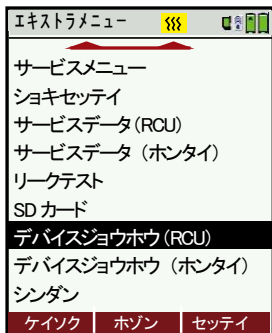 エキストラメニュー
サービスメニュー
ショキセッテイ
サービスデータ(RCU)
サービスデータ（ホンタイ）
リークテスト
SDカード
デバイスジョウホウ(RCU)
デバイスジョウホウ（ホンタイ）
シンダン
ケイソク ホゾン セッテイ